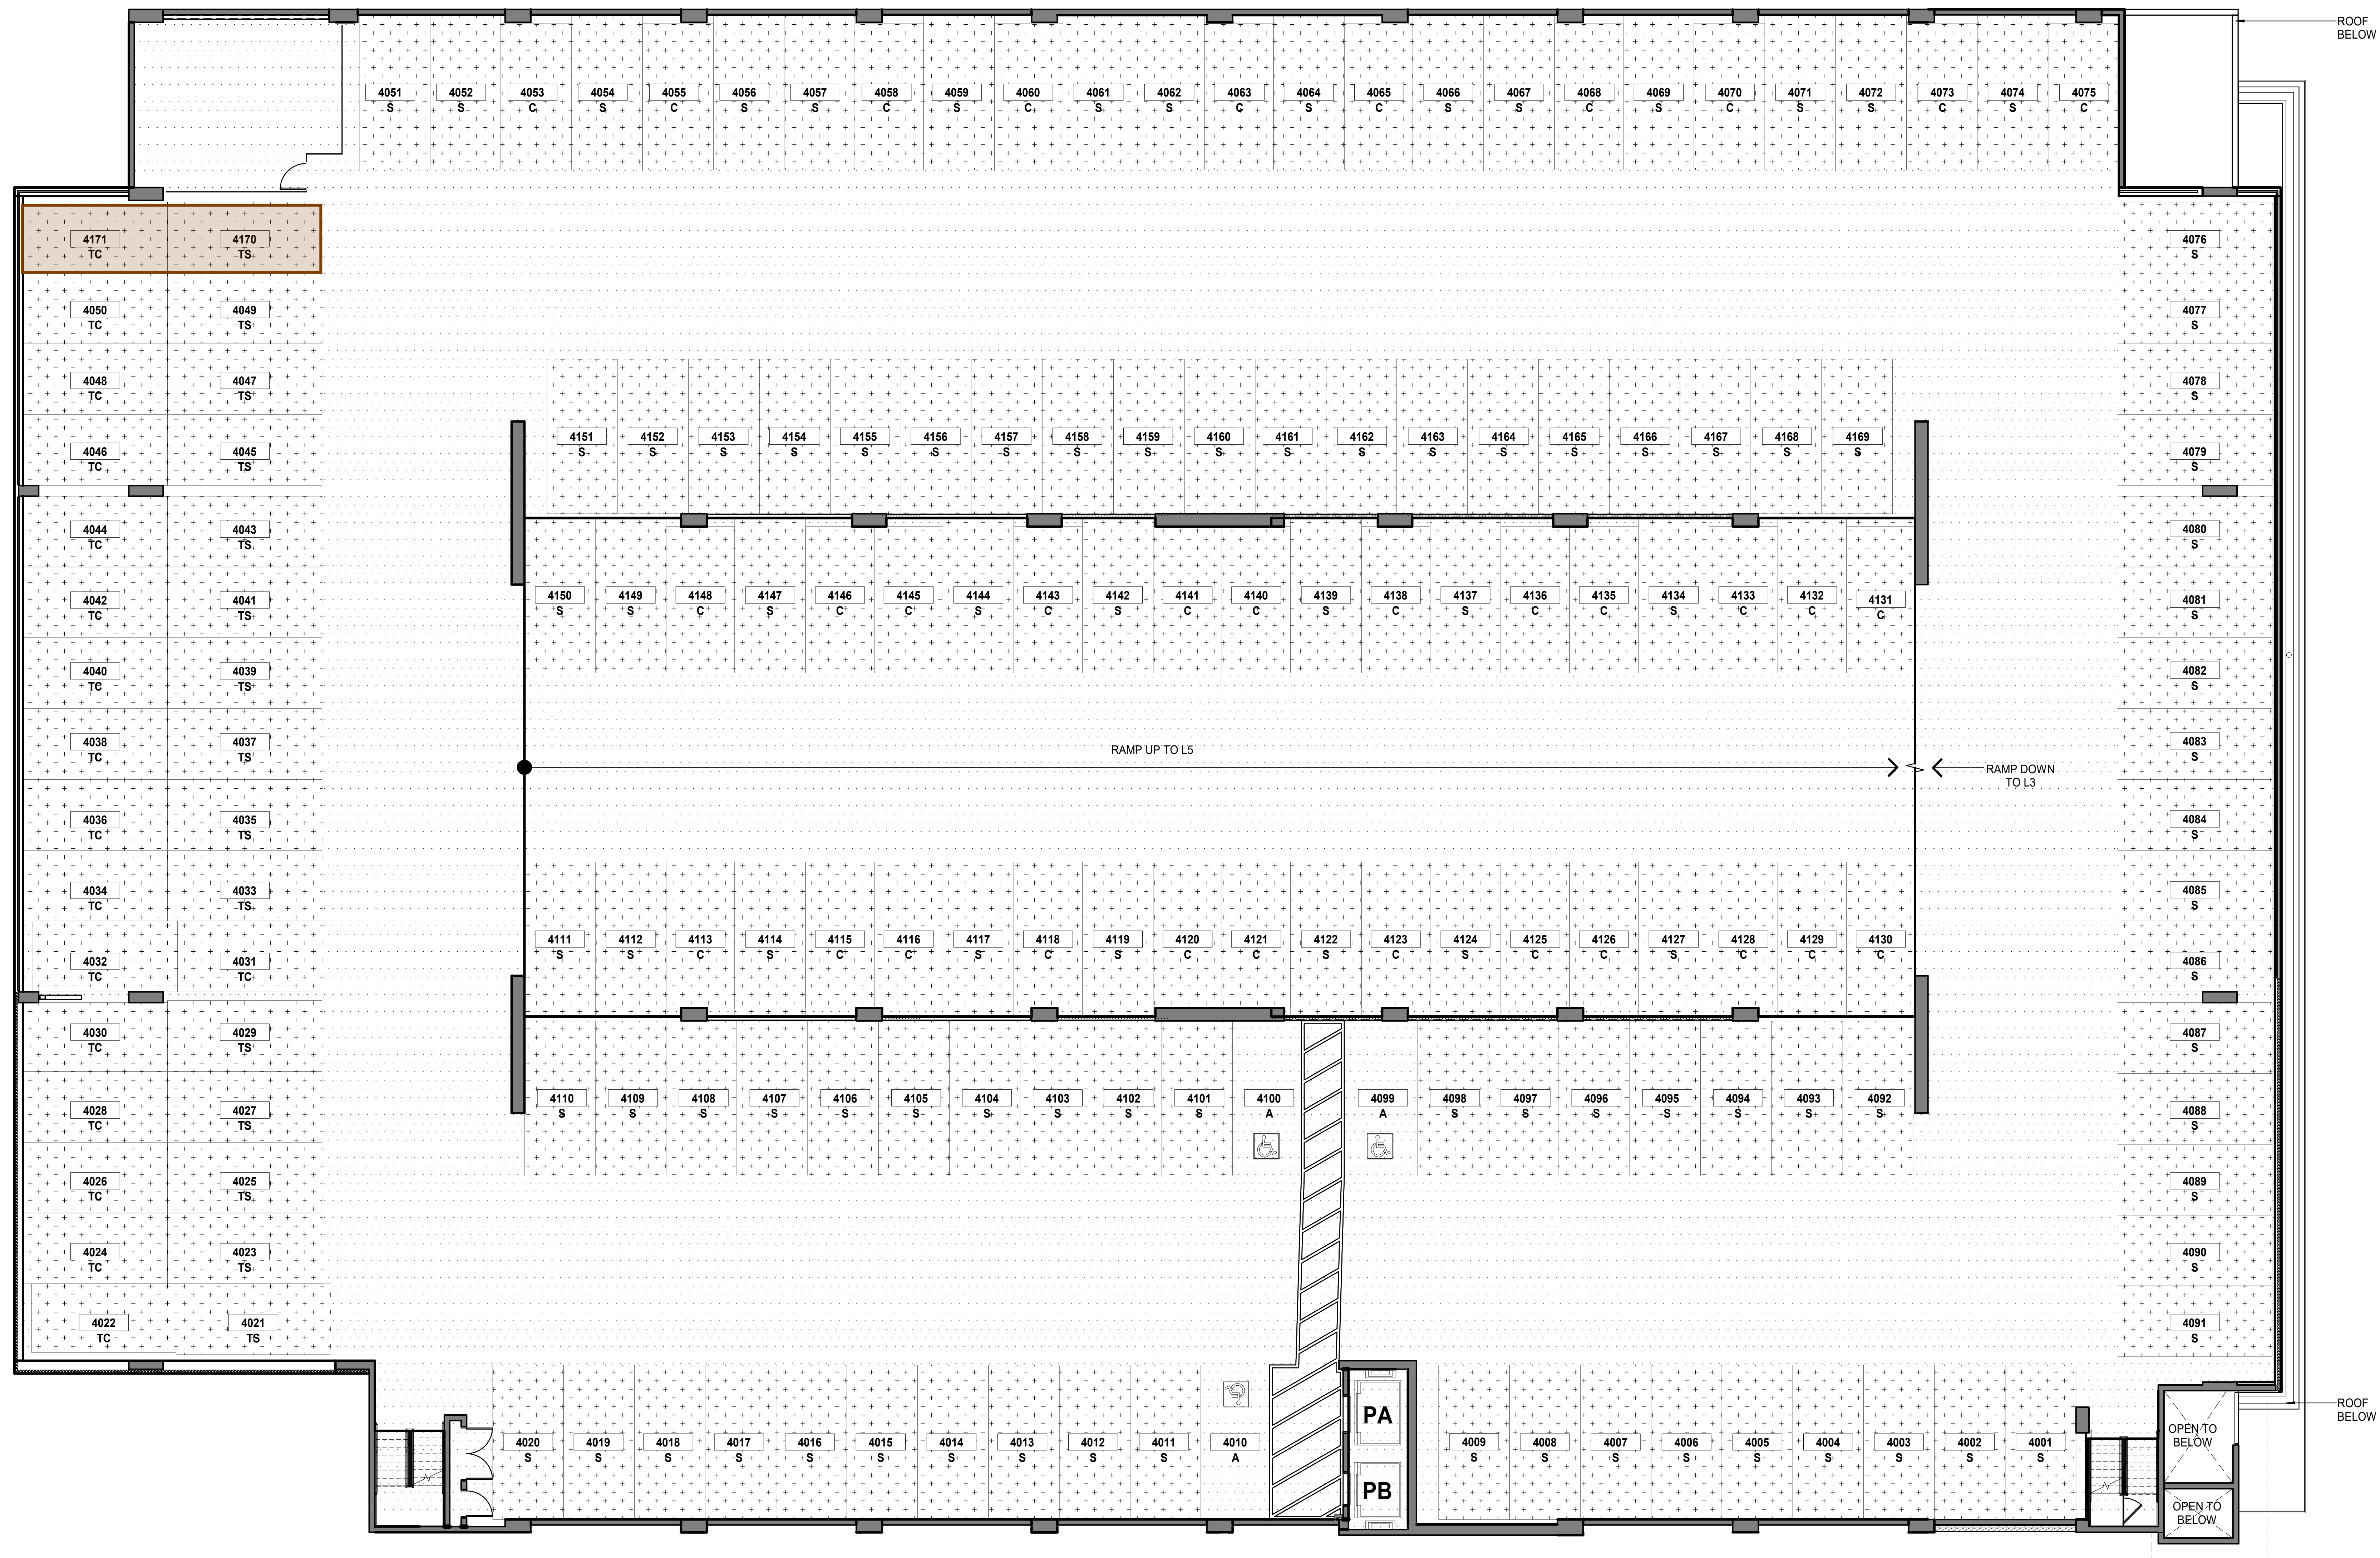 ROOF
BELOW
4051 4052 4053 4054 4055 4056 4057 4058 4059 4060 4061 4062 4063 4064 4065 4066 4067 4068 4069 4070 4071 4072 4073 4074 4075
S S C S C S S C S C S S C S C S S C S C S S C S C
4171 4170 4076
TC TS S
4050 4049 4077
TC TS S
4048 4047 4078
TC TS S
4151 4152 4153 4154 4155 4156 4157 4158 4159 4160 4161 4162 4163 4164 4165 4166 4167 4168 4169
S S S S S S S S S S S S S S S S S S S
4046 4045 4079
TC TS S
4044 4043 4080
TC TS S
4150 4149 4148 4147 4146 4145 4144 4143 4142 4141 4140 4139 4138 4137 4136 4135 4134 4133 4132 4131
S S C S C C S C S C C S C S C C S C C C
4042 4041 4081
TC TS S
4040 4039 4082
TC TS S
4038 4037 4083
TC TS S
RAMP UP TO L5
RAMP DOWN
TO L3
4036 4035 4084
TC TS S
4034 4033 4085
TC TS S
4111 4112 4113 4114 4115 4116 4117 4118 4119 4120 4121 4122 4123 4124 4125 4126 4127 4128 4129 4130
S S C S C C S C S C C S C S C C S C C C
4032 4031 4086
TC TC S
4030 4029 4087
TC TS S
4110 4109 4108 4107 4106 4105 4104 4103 4102 4101 4100 4099 4098 4097 4096 4095 4094 4093 4092
S S S S S S S S S S A A S S S S S S S
4028 4027 4088
TC TS S
4026 4025 4089
TC TS S
4024 4023 4090
TC TS S
4022 4021 4091
TC TS S
ROOF
BELOW
PA
OPEN TO
BELOW
4020 4019 4018 4017 4016 4015 4014 4013 4012 4011 4010 4009 4008 4007 4006 4005 4004 4003 4002 4001
S S S S S S S S S S A S S S S S S S S S
PB
OPEN TO
BELOW